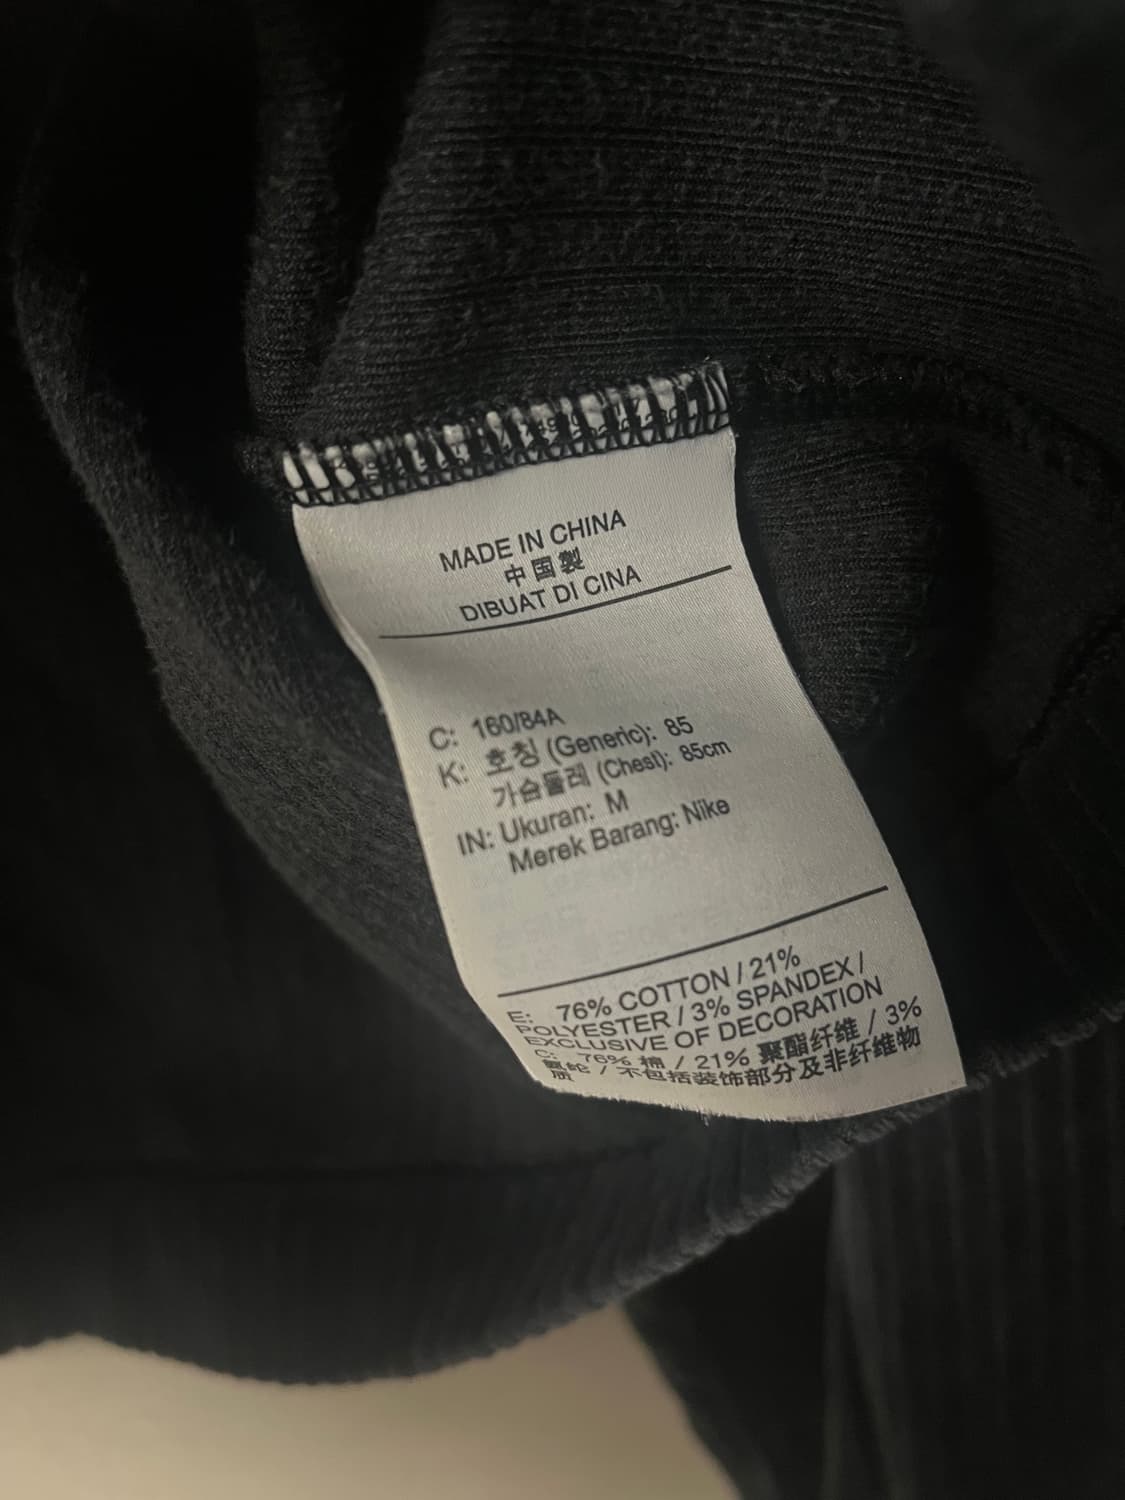 MADE IN CHINA
中国製
DIBUAT DI CINA
C: 160/84A
K: 호칭 (Generic): 85
가슴둘레 (Chest): 85cm
IN: Ukuran: M
Merek Barang: Nike
E: 76% COTTON / 21%
POLYESTER / 3% SPANDEX /
EXCLUSIVE OF DECORATION
C: 76% 棉 / 21% 聚酯纤维 / 3%
氨纶 / 不包括装饰部分及非纤维物
质